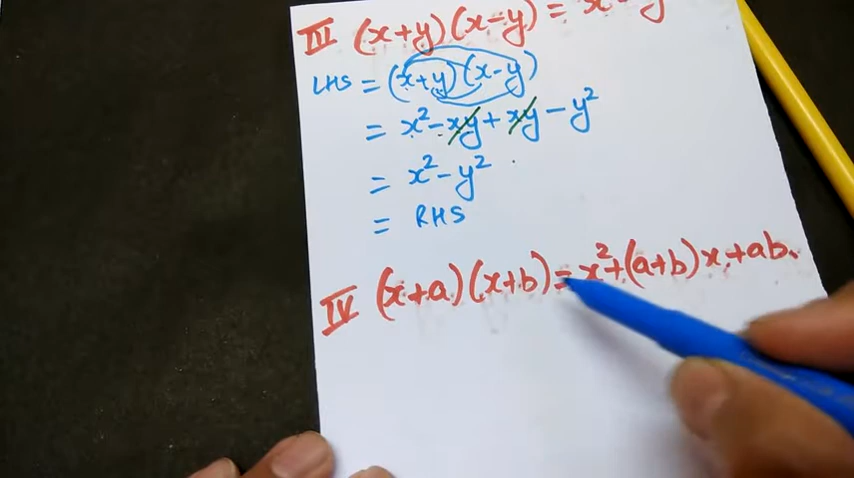 III (x+y)(x-y) = x² - y²
LHS = (x+y)(x-y)
= x² - xy + xy - y²
= x² - y²
= RHS
IV (x+a)(x+b) = x² + (a+b)x + ab.